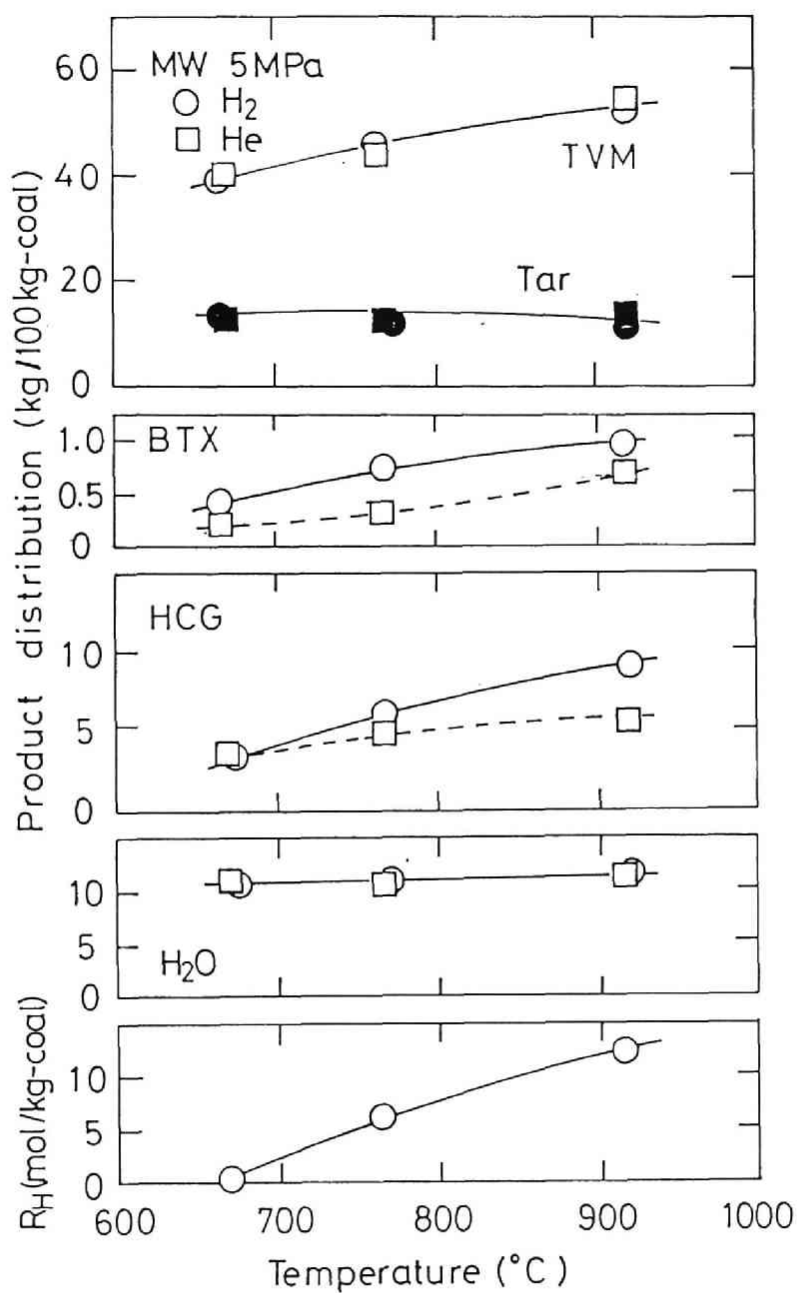 Product distribution (kg/100kg-coal)
60
40
20
0
MW 5MPa
H₂
He
TVM
Tar
1.0
0.5
0
BTX
10
5
0
HCG
10
5
0
H₂O
R_H(mol/kg-coal)
10
5
0
600 700 800 900 1000
Temperature (°C)